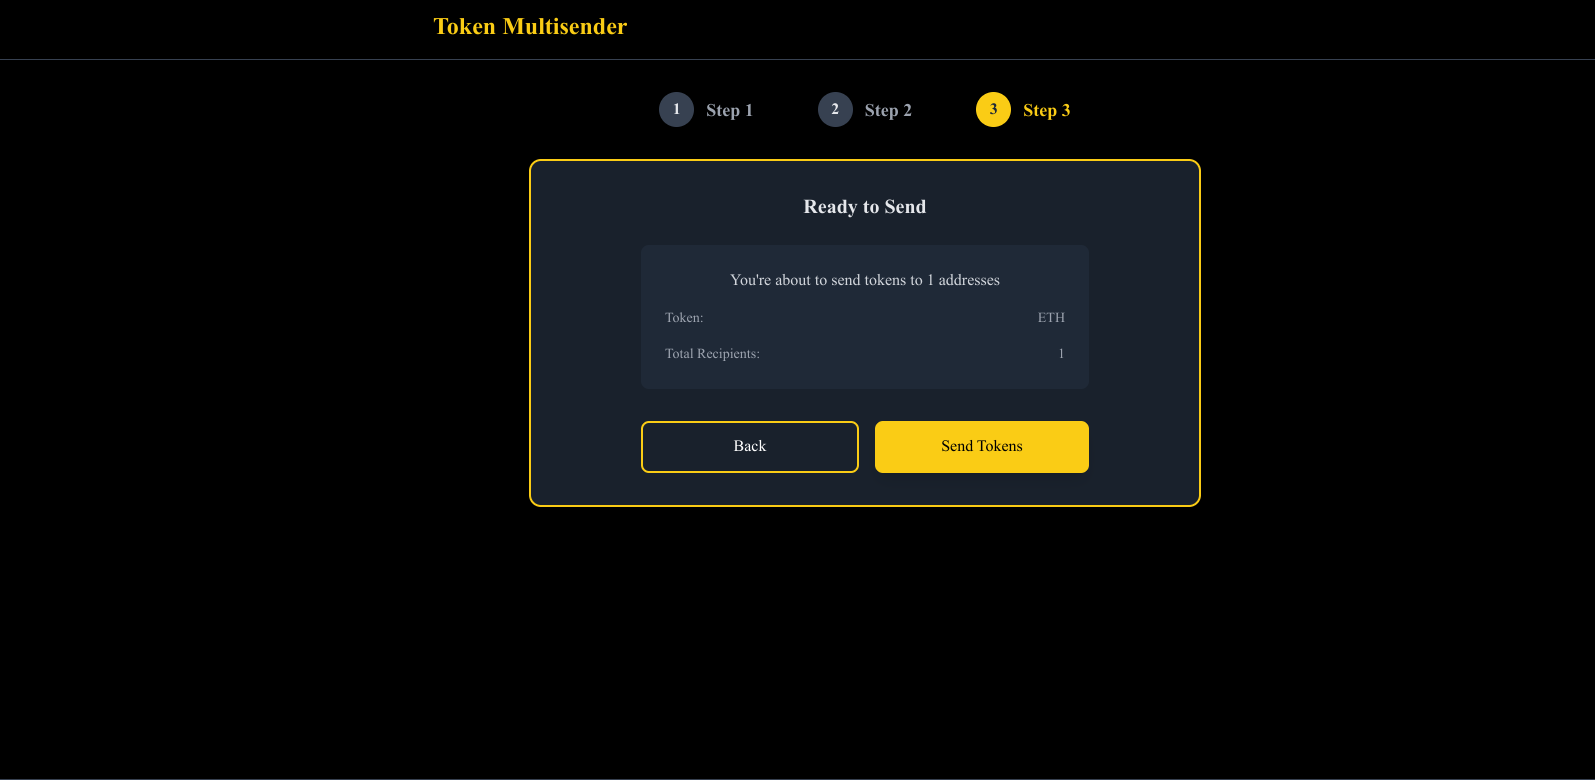 Token Multisender
1 Step 1 2 Step 2 3 Step 3
Ready to Send
You're about to send tokens to 1 addresses
Token: ETH
Total Recipients: 1
Back Send Tokens